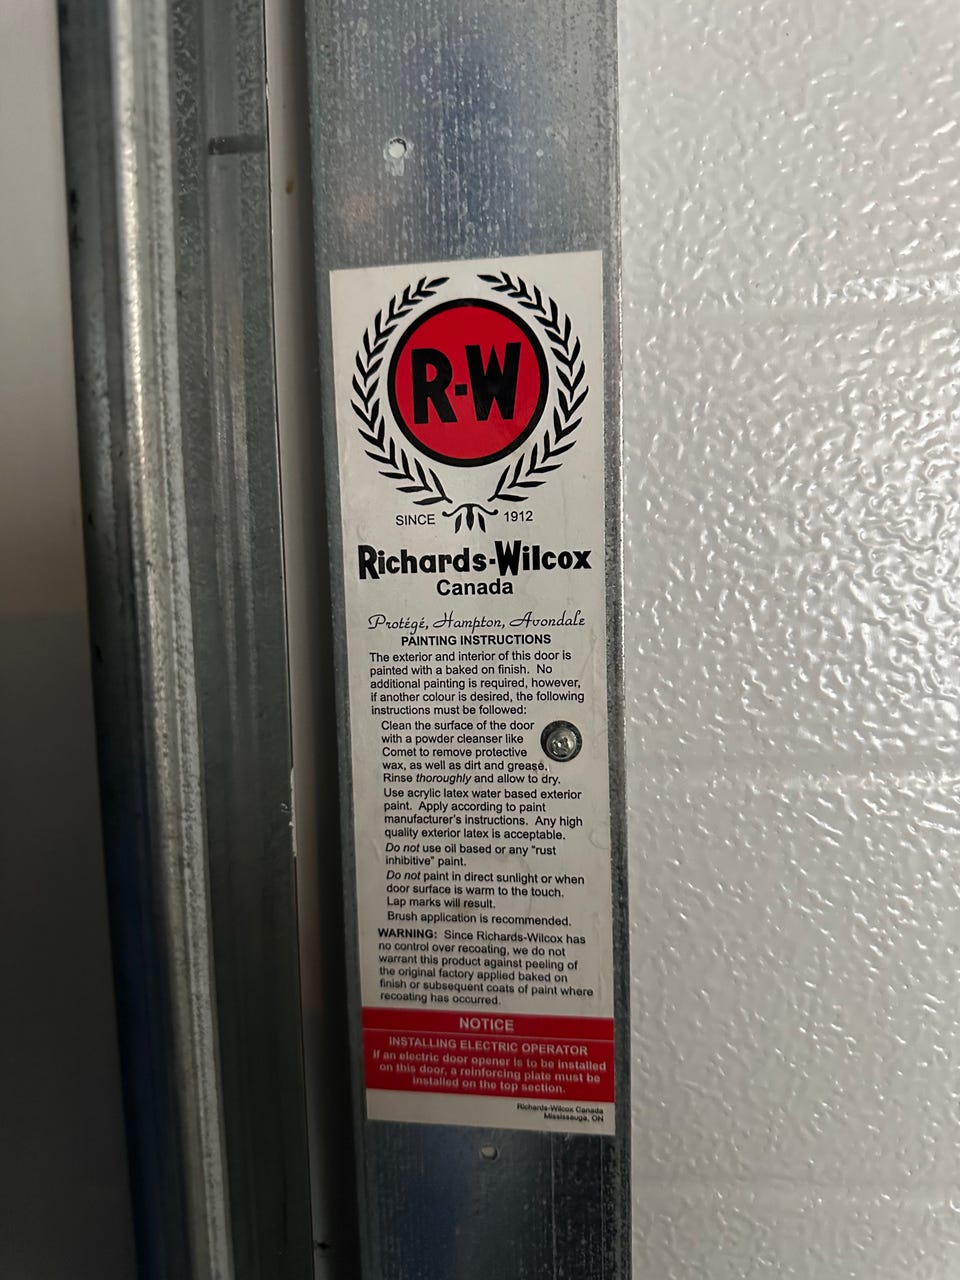 R-W
SINCE 1912
Richards-Wilcox
Canada
Protégé, Hampton, Avondale
PAINTING INSTRUCTIONS
The exterior and interior of this door is
painted with a baked on finish. No
additional painting is required, however,
if another colour is desired, the following
instructions must be followed:
Clean the surface of the door
with a powder cleanser like
Comet to remove protective
wax, as well as dirt and grease.
Rinse thoroughly and allow to dry.
Use acrylic latex water based exterior
paint. Apply according to paint
manufacturer's instructions. Any high
quality exterior latex is acceptable.
Do not use oil based or any "rust
inhibitive" paint.
Do not paint in direct sunlight or when
door surface is warm to the touch.
Lap marks will result.
Brush application is recommended.
WARNING: Since Richards-Wilcox has
no control over recoating, we do not
warrant this product against peeling of
the original factory applied baked on
finish or subsequent coats of paint where
recoating has occurred.
NOTICE
INSTALLING ELECTRIC OPERATOR
If an electric door opener is to be installed
on this door, a reinforcing plate must be
installed on the top section.
Richards-Wilcox Canada
Mississauga, ON